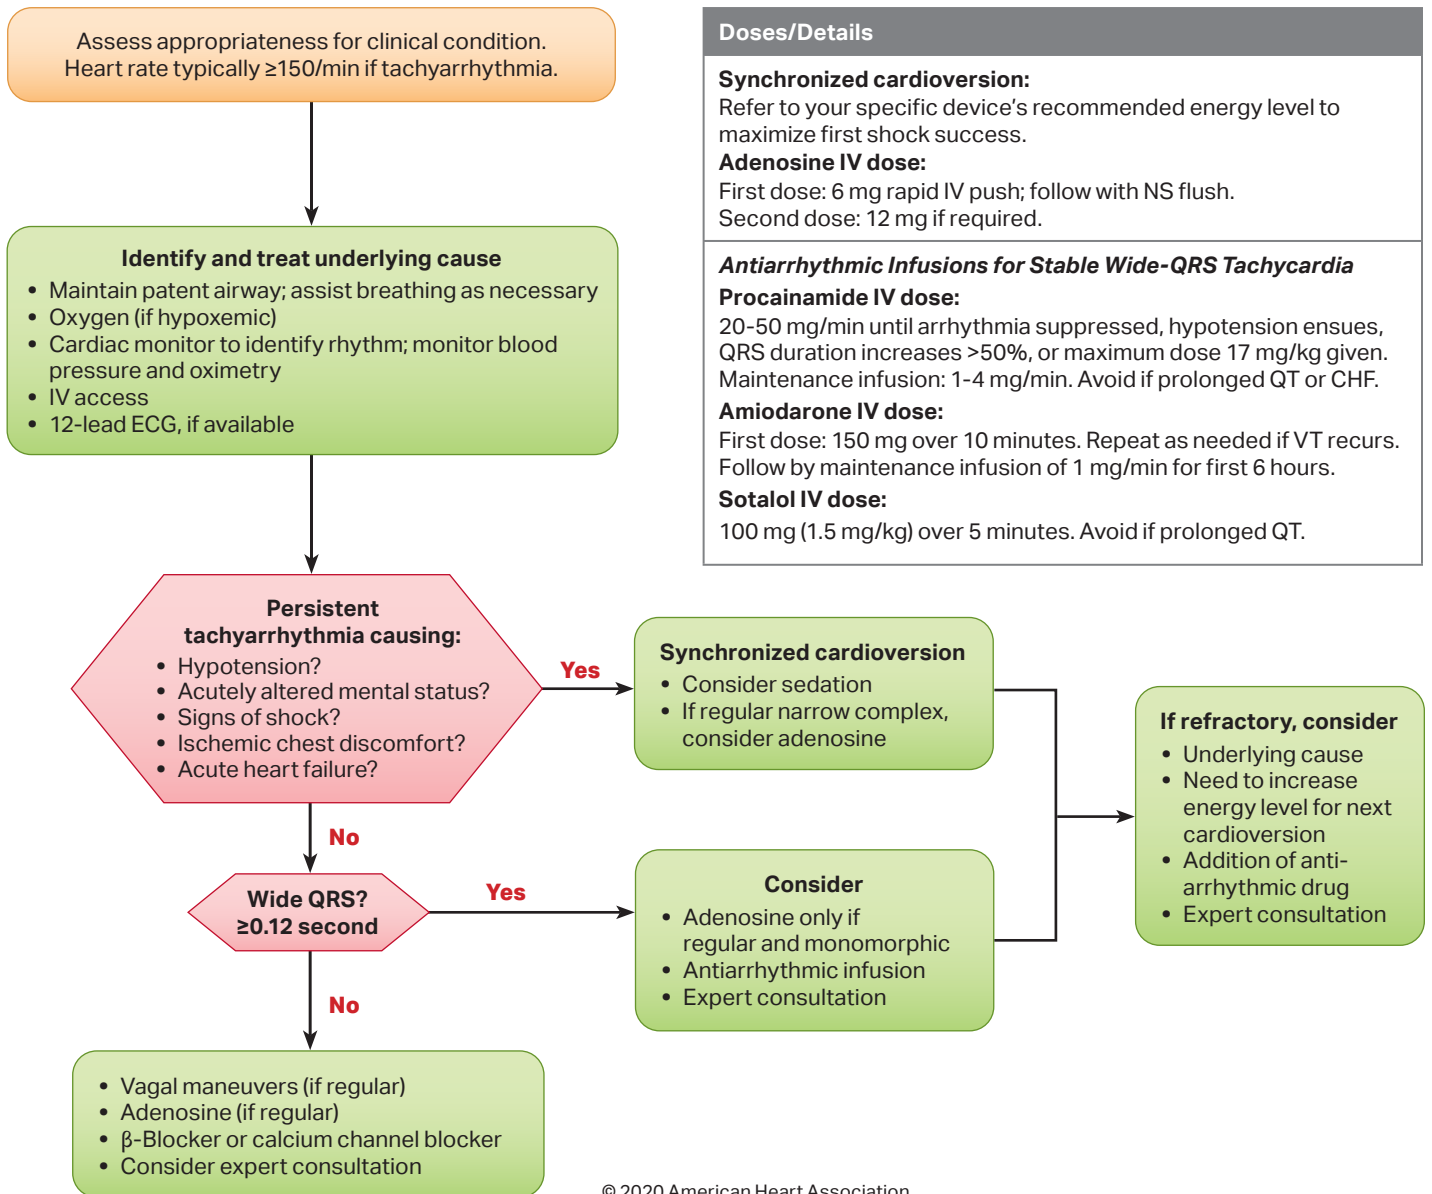 Assess appropriateness for clinical condition.
Heart rate typically ≥150/min if tachyarrhythmia.
Identify and treat underlying cause
• Maintain patent airway; assist breathing as necessary
• Oxygen (if hypoxemic)
• Cardiac monitor to identify rhythm; monitor blood
pressure and oximetry
• IV access
• 12-lead ECG, if available
Persistent
tachyarrhythmia causing:
• Hypotension?
• Acutely altered mental status?
• Signs of shock?
• Ischemic chest discomfort?
• Acute heart failure?
Yes
Synchronized cardioversion
• Consider sedation
• If regular narrow complex,
consider adenosine
If refractory, consider
• Underlying cause
• Need to increase
energy level for next
cardioversion
• Addition of anti-
arrhythmic drug
• Expert consultation
No
Wide QRS?
≥0.12 second
Yes
Consider
• Adenosine only if
regular and monomorphic
• Antiarrhythmic infusion
• Expert consultation
No
• Vagal maneuvers (if regular)
• Adenosine (if regular)
• β-Blocker or calcium channel blocker
• Consider expert consultation
Doses/Details
Synchronized cardioversion:
Refer to your specific device's recommended energy level to
maximize first shock success.
Adenosine IV dose:
First dose: 6 mg rapid IV push; follow with NS flush.
Second dose: 12 mg if required.
Antiarrhythmic Infusions for Stable Wide-QRS Tachycardia
Procainamide IV dose:
20-50 mg/min until arrhythmia suppressed, hypotension ensues,
QRS duration increases >50%, or maximum dose 17 mg/kg given.
Maintenance infusion: 1-4 mg/min. Avoid if prolonged QT or CHF.
Amiodarone IV dose:
First dose: 150 mg over 10 minutes. Repeat as needed if VT recurs.
Follow by maintenance infusion of 1 mg/min for first 6 hours.
Sotalol IV dose:
100 mg (1.5 mg/kg) over 5 minutes. Avoid if prolonged QT.
© 2020 American Heart Association